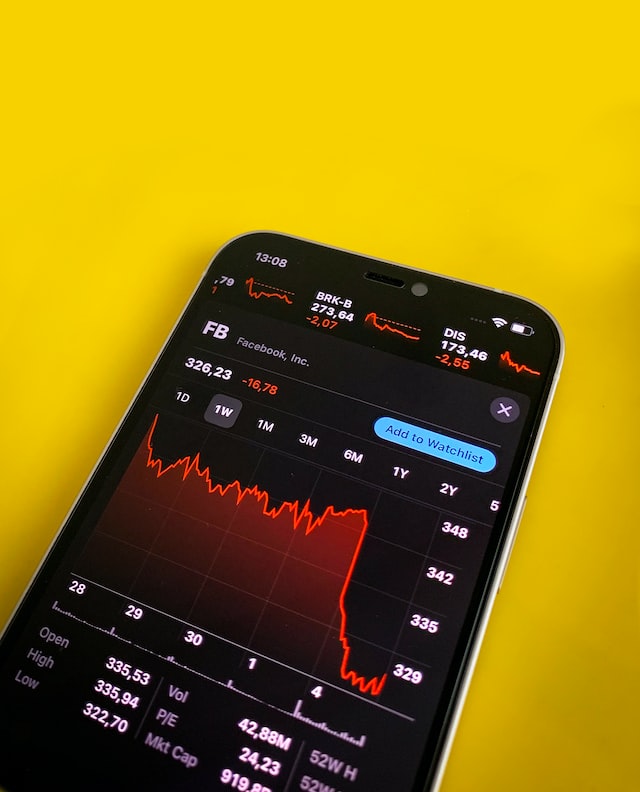 13:08
,79
BRK-B
273,64
-2,07
DIS
173,46
-2,55
FB Facebook, Inc.
326,23 -16,78
1D 1W 1M 3M 6M 1Y 2Y 5
Add to Watchlist
348
342
335
329
28 29 30 1 4
Open 335,53
High 335,94
Low 322,70
Vol 42,88M
P/E 24,23
Mkt Cap 919,8
52W H
52W